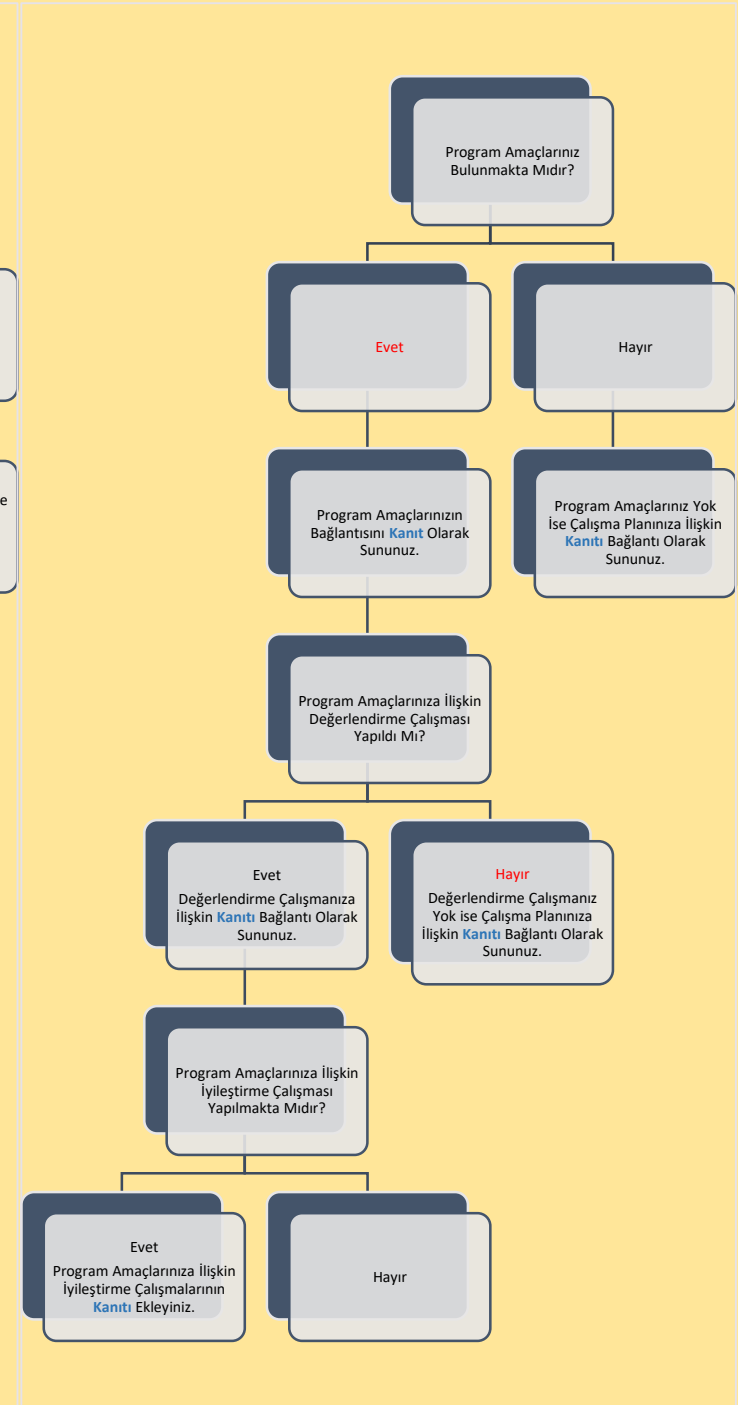 Program Amaçlarınız
Bulunmakta Mıdır?
Evet
Hayır
Program Amaçlarınızın
Bağlantısını Kanıt Olarak
Sununuz.
Program Amaçlarınız Yok
İse Çalışma Planınıza İlişkin
Kanıtı Bağlantı Olarak
Sununuz.
Program Amaçlarınıza İlişkin
Değerlendirme Çalışması
Yapıldı Mı?
Evet
Değerlendirme Çalışmanıza
İlişkin Kanıtı Bağlantı Olarak
Sununuz.
Hayır
Değerlendirme Çalışmanız
Yok ise Çalışma Planınıza
İlişkin Kanıtı Bağlantı Olarak
Sununuz.
Program Amaçlarınıza İlişkin
İyileştirme Çalışması
Yapılmakta Mıdır?
Evet
Program Amaçlarınıza İlişkin
İyileştirme Çalışmalarının
Kanıtı Ekleyiniz.
Hayır